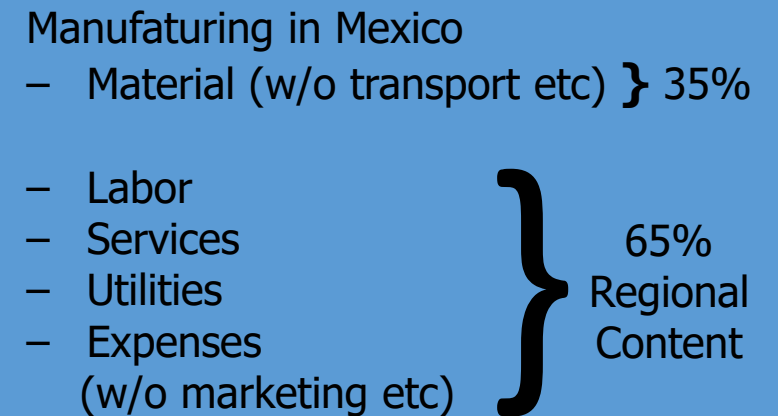 Manufaturing in Mexico
– Material (w/o transport etc) } 35%
– Labor
– Services
– Utilities
– Expenses
(w/o marketing etc)
}
65%
Regional
Content